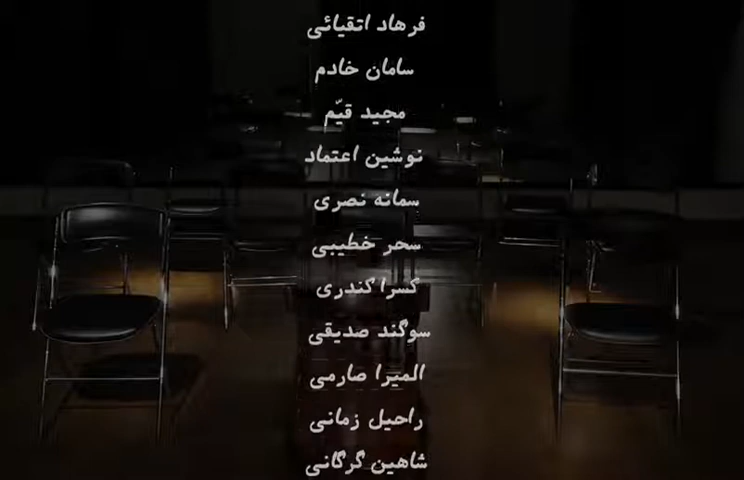 فرهاد اتقیائی
سامان خادم
مجید قیّم
نوشین اعتماد
سمانه نصری
سحر خطیبی
کسرا کندری
سوگند صدیقی
المیرا صارمی
راحیل زمانی
شاهین گرگانی